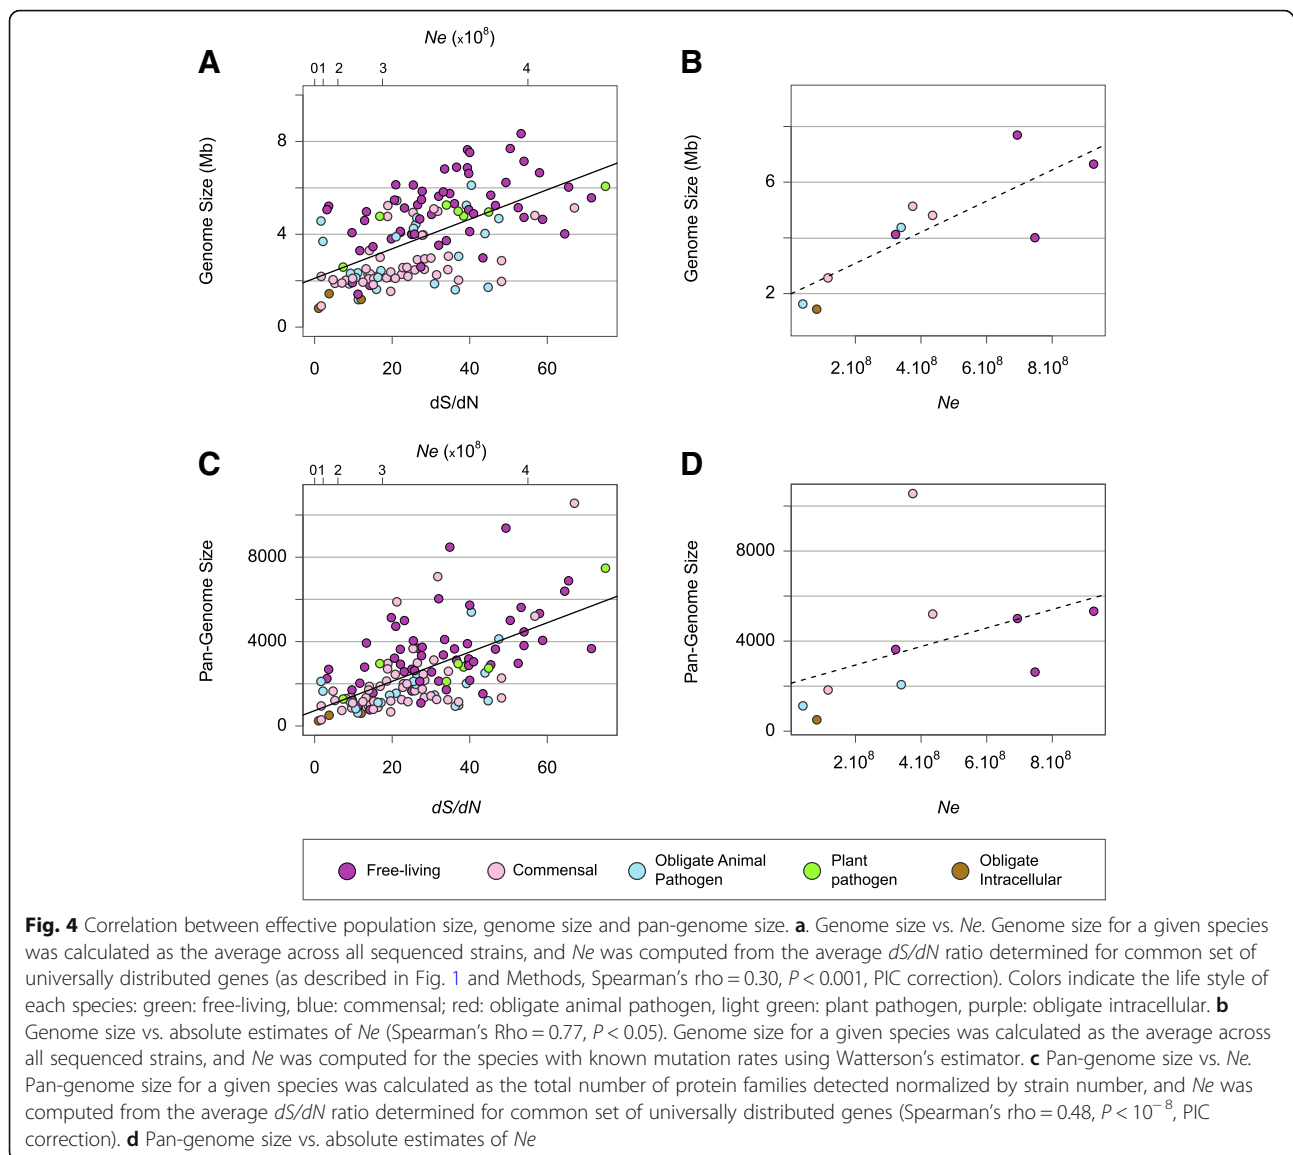 A
Ne (x10⁸)
01 2 3 4
Genome Size (Mb)
8
4
0
0 20 40 60
dS/dN
B
Genome Size (Mb)
6
2
2.10⁸ 4.10⁸ 6.10⁸ 8.10⁸
Ne
C
Ne (x10⁸)
01 2 3 4
Pan-Genome Size
8000
4000
0
0 20 40 60
dS/dN
D
Pan-Genome Size
8000
4000
0
2.10⁸ 4.10⁸ 6.10⁸ 8.10⁸
Ne
Free-living
Commensal
Obligate Animal
Pathogen
Plant
pathogen
Obligate
Intracellular
Fig. 4 Correlation between effective population size, genome size and pan-genome size. a. Genome size vs. Ne. Genome size for a given species
was calculated as the average across all sequenced strains, and Ne was computed from the average dS/dN ratio determined for common set of
universally distributed genes (as described in Fig. 1 and Methods, Spearman's rho = 0.30, P < 0.001, PIC correction). Colors indicate the life style of
each species: green: free-living, blue: commensal; red: obligate animal pathogen, light green: plant pathogen, purple: obligate intracellular. b
Genome size vs. absolute estimates of Ne (Spearman's Rho = 0.77, P < 0.05). Genome size for a given species was calculated as the average across
all sequenced strains, and Ne was computed for the species with known mutation rates using Watterson's estimator. c Pan-genome size vs. Ne.
Pan-genome size for a given species was calculated as the total number of protein families detected normalized by strain number, and Ne was
computed from the average dS/dN ratio determined for common set of universally distributed genes (Spearman's rho = 0.48, P < 10⁻⁸, PIC
correction). d Pan-genome size vs. absolute estimates of Ne